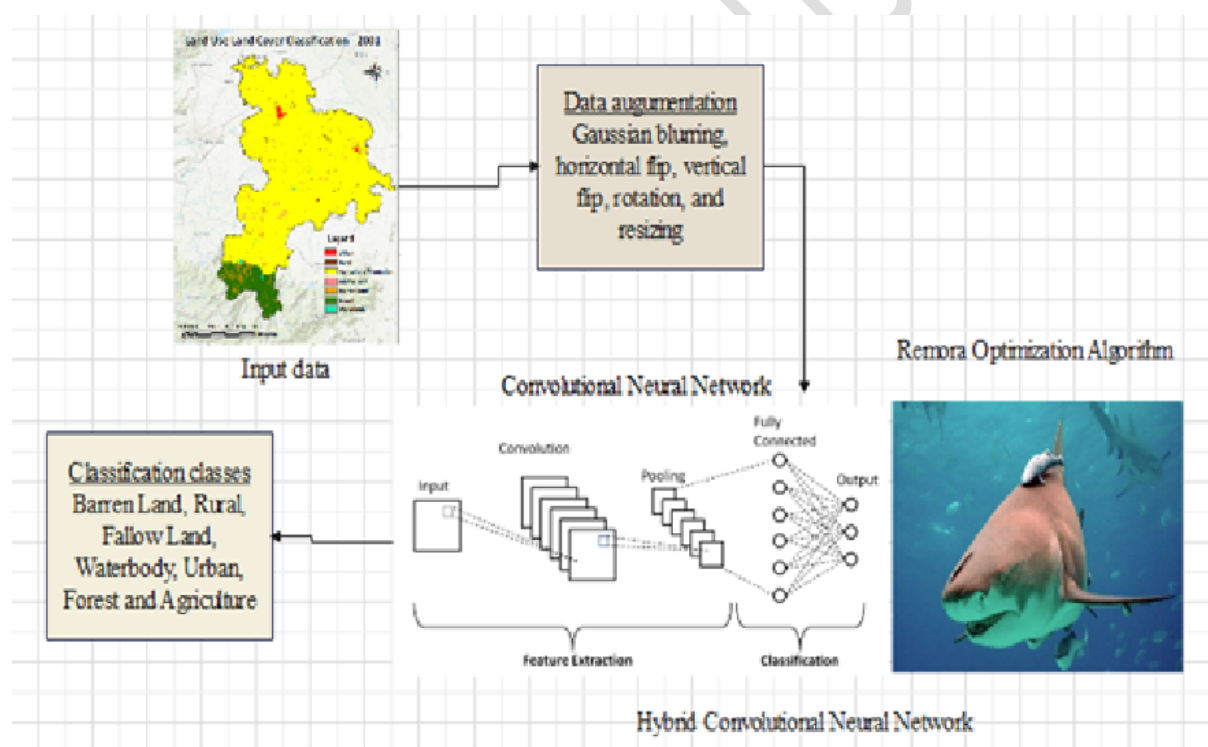 Land Use Land Cover Classification
Data augumentation
Gaussian blurring,
horizontal flip, vertical
flip, rotation, and
resizing
Legend
Input data
Remora Optimization Algorithm
Convolutional Neural Network
Classification classes
Barren Land, Rural,
Fallow Land,
Waterbody, Urban,
Forest and Agriculture
Input
Convolution
Pooling
Fully
Connected
Output
Feature Extraction
Classification
Hybrid Convolutional Neural Network